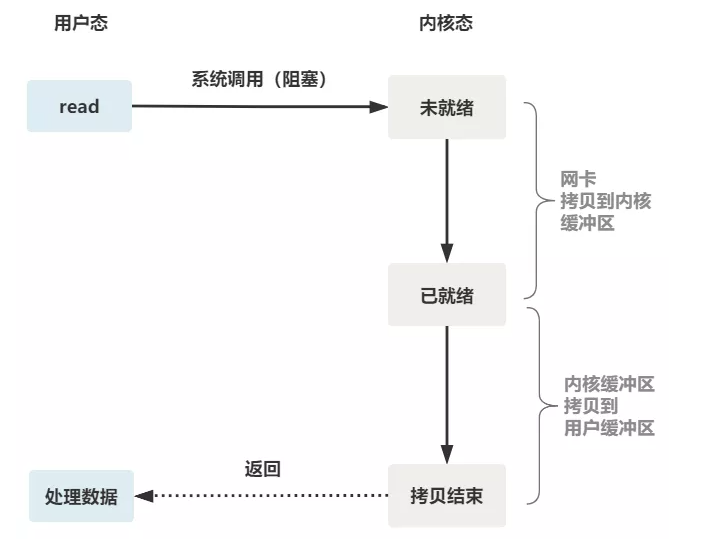 用户态
内核态
系统调用（阻塞）
read
未就绪
网卡
拷贝到内核
缓冲区
已就绪
内核缓冲区
拷贝到
用户缓冲区
返回
处理数据
拷贝结束